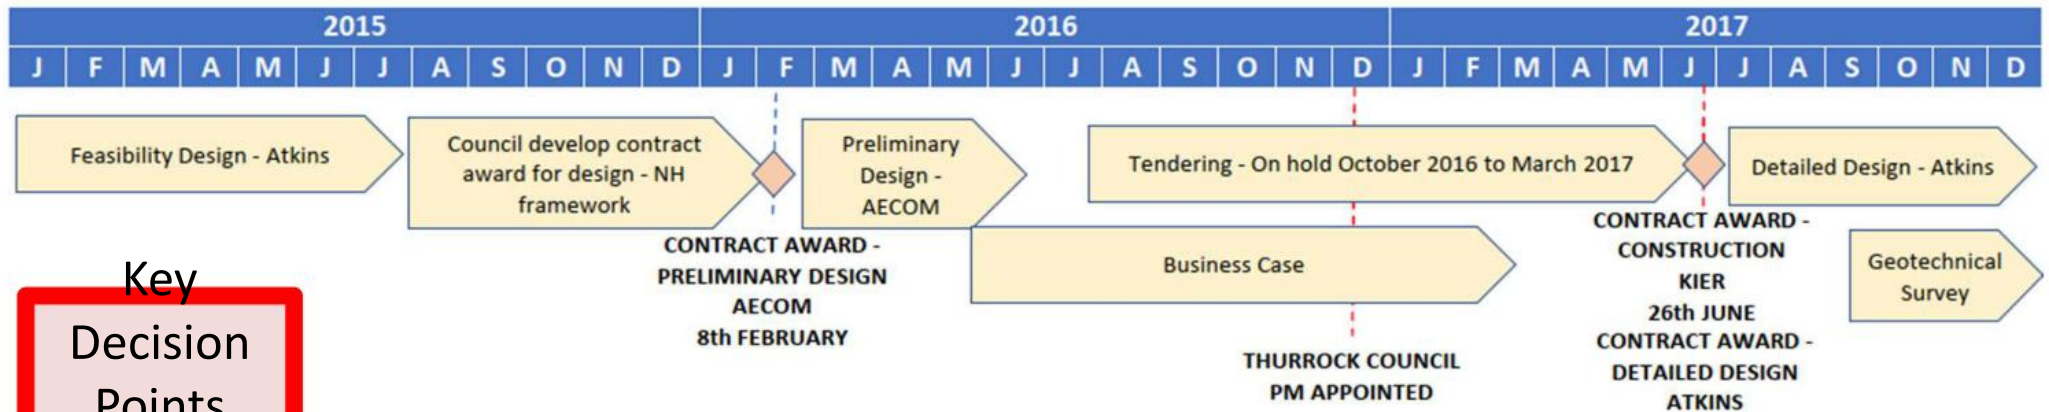 2015 2016 2017
J F M A M J J A S O N D J F M A M J J A S O N D J F M A M J J A S O N D
Feasibility Design - Atkins
Council develop contract
award for design - NH
framework
Preliminary
Design -
AECOM
Tendering - On hold October 2016 to March 2017
Detailed Design - Atkins
CONTRACT AWARD -
PRELIMINARY DESIGN
AECOM
8th FEBRUARY
Business Case
CONTRACT AWARD -
CONSTRUCTION
KIER
26th JUNE
CONTRACT AWARD -
DETAILED DESIGN
ATKINS
Geotechnical
Survey
THURROCK COUNCIL
PM APPOINTED
Key
Decision
Points